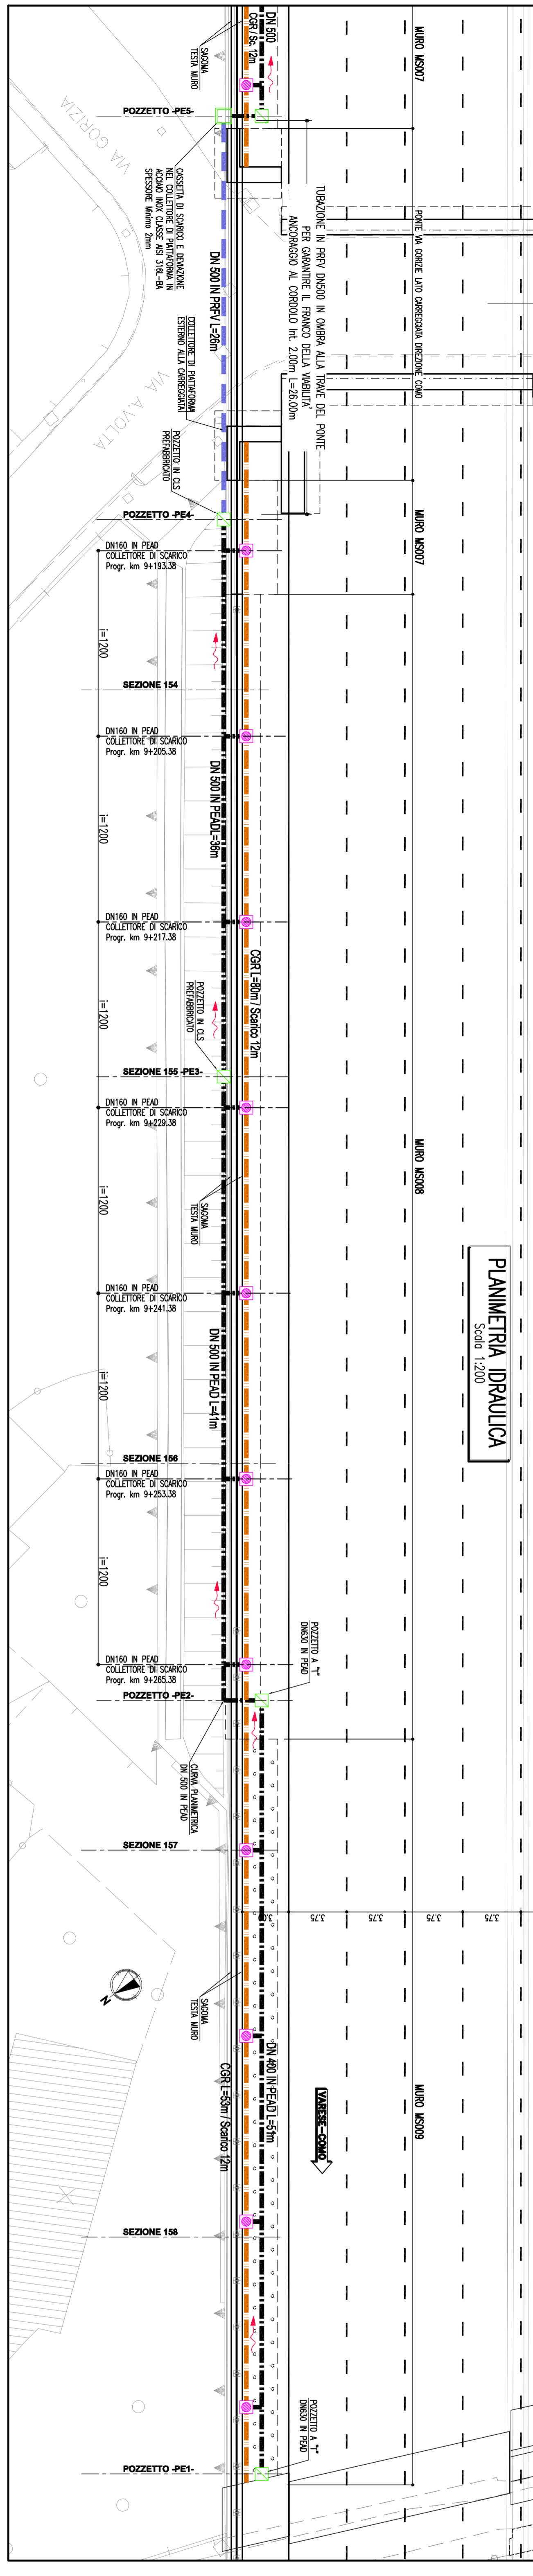 DN 500
CGR / Sc. 12m
SAGOMA
TESTA MURO
MURO MS007
POZZETTO -PE5-
VIA GORIZIA
CASSETTA DI SCARICO E DEVIAZIONE
NEL COLLETTORE DI PIATTAFORMA IN
ACCIAIO INOX CLASSE AISI 316L-BA
SPESSORE Minimo 2mm
TUBAZIONE IN PRFV DN500 IN OMBRA ALLA TRAVE DEL PONTE
PER GARANTIRE IL FRANCO DELLA VIABILITA'
ANCORAGGIO AL CORDOLO Int. 2.00m L=26.00m
PONTE VIA GORIZIE LATO CARREGGIATA DIREZIONE COMO
DN 500 IN PRFV L=26m
COLLETTORE DI PIATTAFORMA
ESTERNO ALLA CARREGGIATA
VIA A.VOLTA
POZZETTO IN CLS
PREFABBRICATO
POZZETTO -PE4-
MURO MS007
DN160 IN PEAD
COLLETTORE DI SCARICO
Progr. km 9+193.38
i=1200
SEZIONE 154
DN160 IN PEAD
COLLETTORE DI SCARICO
Progr. km 9+205.38
DN 500 IN PEADL=36m
i=1200
DN160 IN PEAD
COLLETTORE DI SCARICO
Progr. km 9+217.38
CGR L=80m / Scarico 12m
i=1200
POZZETTO IN CLS
PREFABBRICATO
SEZIONE 155 -PE3-
DN160 IN PEAD
COLLETTORE DI SCARICO
Progr. km 9+229.38
MURO MS008
i=1200
SAGOMA
TESTA MURO
PLANIMETRIA IDRAULICA
Scala 1:200
DN160 IN PEAD
COLLETTORE DI SCARICO
Progr. km 9+241.38
DN 500 IN PEAD L=41m
i=1200
SEZIONE 156
DN160 IN PEAD
COLLETTORE DI SCARICO
Progr. km 9+253.38
i=1200
POZZETTO A "T"
DN630 IN PEAD
DN160 IN PEAD
COLLETTORE DI SCARICO
Progr. km 9+265.38
POZZETTO -PE2-
CURVA PLANIMETRICA
DN 500 IN PEAD
SEZIONE 157
3.75
3.75
3.75
3.75
N
SAGOMA
TESTA MURO
DN 400 IN PEAD L=51m
CGR L=53m / Scarico 12m
VARESE-COMO
MURO MS009
SEZIONE 158
POZZETTO A "T"
DN630 IN PEAD
POZZETTO -PE1-